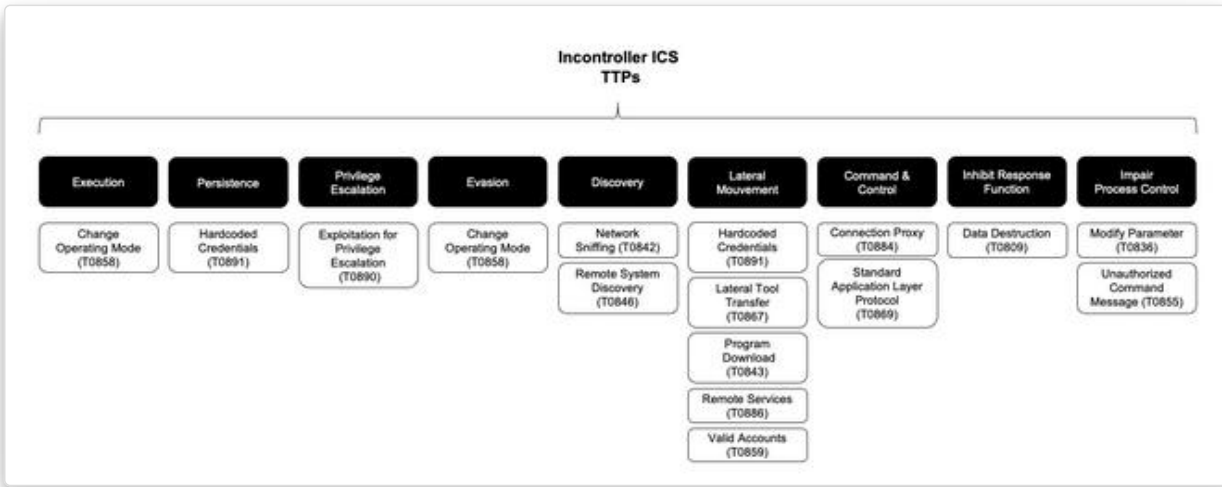 Incontroller ICS
TTPs
Execution
Persistence
Privilege
Escalation
Evasion
Discovery
Lateral
Mouvement
Command &
Control
Inhibit Response
Function
Impair
Process Control
Change
Operating Mode
(T0858)
Hardcoded
Credentials
(T0891)
Exploitation for
Privilege
Escalation
(T0890)
Change
Operating Mode
(T0858)
Network
Sniffing (T0842)
Remote System
Discovery
(T0846)
Hardcoded
Credentials
(T0891)
Lateral Tool
Transfer
(T0867)
Program
Download
(T0843)
Remote Services
(T0886)
Valid Accounts
(T0859)
Connection Proxy
(T0884)
Standard
Application Layer
Protocol
(T0869)
Data Destruction
(T0809)
Modify Parameter
(T0836)
Unauthorized
Command
Message (T0855)